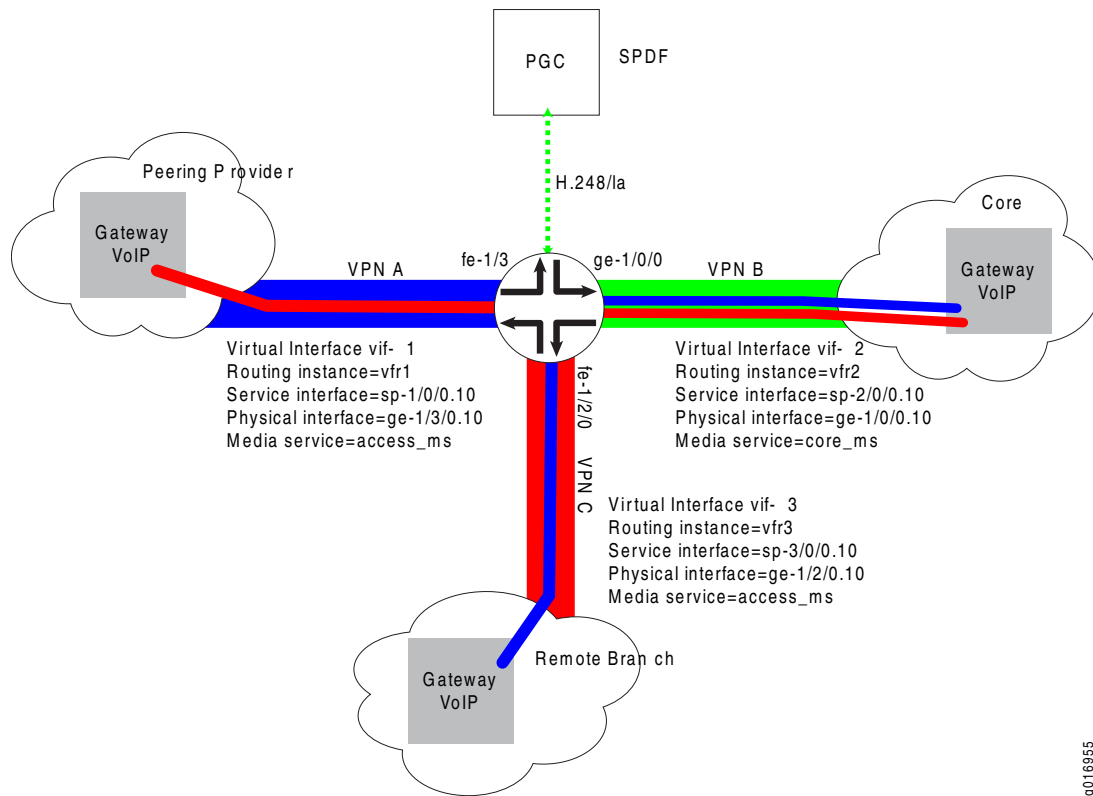 PGC
SPDF
H.248/Ia
Peering Provider
Gateway
VoIP
VPN A
fe-1/3
ge-1/0/0
VPN B
Core
Gateway
VoIP
Virtual Interface vif- 1
Routing instance=vfr1
Service interface=sp-1/0/0.10
Physical interface=ge-1/3/0.10
Media service=access_ms
fe-1/2/0
VPN C
Virtual Interface vif- 2
Routing instance=vfr2
Service interface=sp-2/0/0.10
Physical interface=ge-1/0/0.10
Media service=core_ms
Virtual Interface vif- 3
Routing instance=vfr3
Service interface=sp-3/0/0.10
Physical interface=ge-1/2/0.10
Media service=access_ms
Remote Branch
Gateway
VoIP
g016955